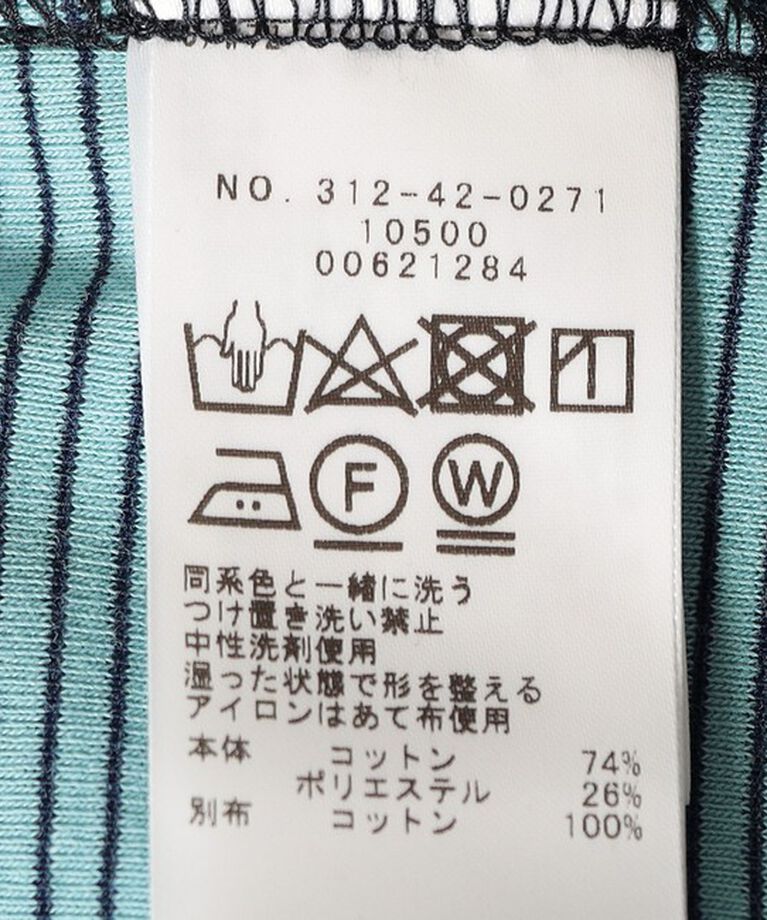 NO. 312-42-0271
10500
00621284
F W
同系色と一緒に洗う
つけ置き洗い禁止
中性洗剤使用
湿った状態で形を整える
アイロンはあて布使用
本体 コットン 74%
ポリエステル 26%
別布 コットン 100%